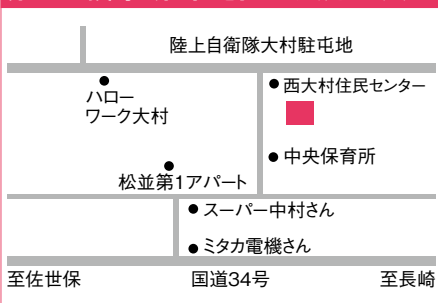 陸上自衛隊大村駐屯地
ハロー
ワーク大村
西大村住民センター
中央保育所
松並第1アパート
スーパー中村さん
ミタカ電機さん
至佐世保 国道34号 至長崎